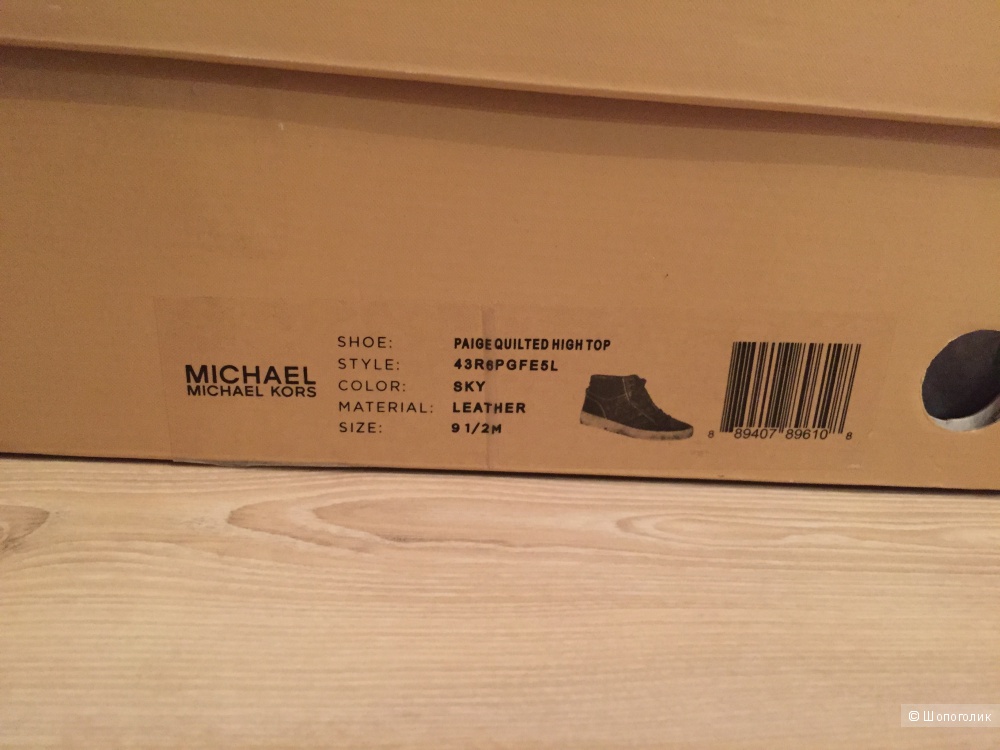 MICHAEL
MICHAEL KORS
SHOE: PAIGE QUILTED HIGH TOP
STYLE: 43R6PGFE5L
COLOR: SKY
MATERIAL: LEATHER
SIZE: 9 1/2M
8 89407 89610 8
© Шопоголик